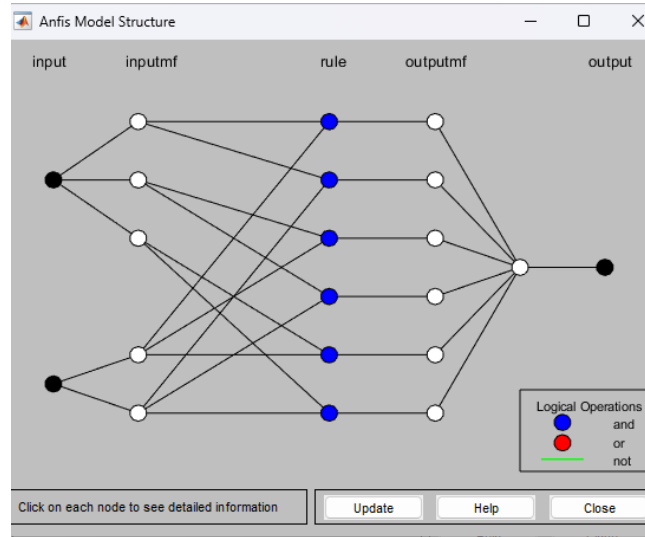 Anfis Model Structure
input inputmf rule outputmf output
Logical Operations
and
or
not
Click on each node to see detailed information
Update Help Close